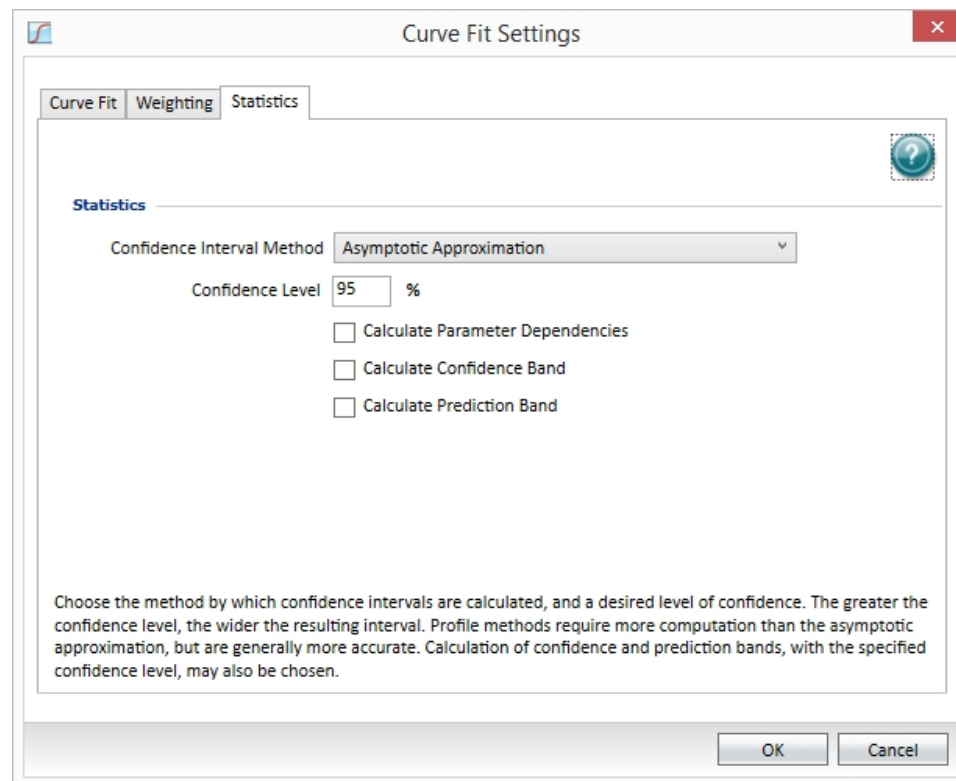 Curve Fit Settings
Curve Fit Weighting Statistics
?
Statistics
Confidence Interval Method Asymptotic Approximation
Confidence Level 95 %
Calculate Parameter Dependencies
Calculate Confidence Band
Calculate Prediction Band
Choose the method by which confidence intervals are calculated, and a desired level of confidence. The greater the
confidence level, the wider the resulting interval. Profile methods require more computation than the asymptotic
approximation, but are generally more accurate. Calculation of confidence and prediction bands, with the specified
confidence level, may also be chosen.
OK Cancel